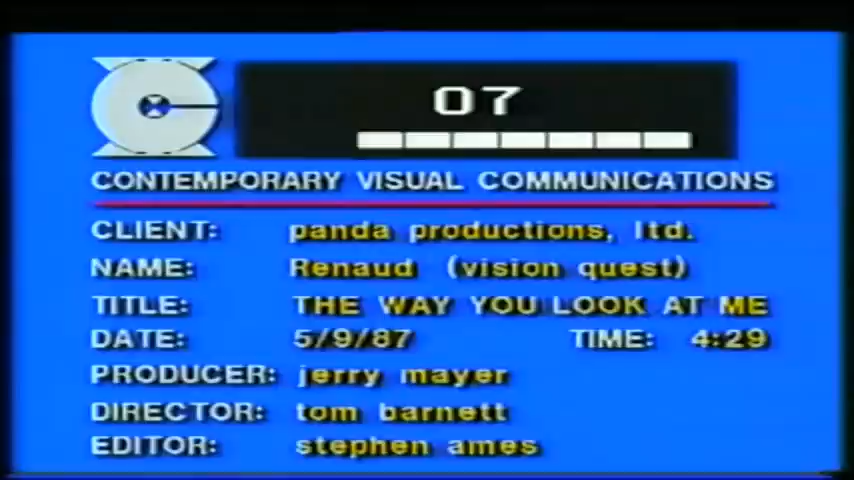 07
CONTEMPORARY VISUAL COMMUNICATIONS
CLIENT: panda productions, ltd.
NAME: Renaud (vision quest)
TITLE: THE WAY YOU LOOK AT ME
DATE: 5/9/87 TIME: 4:29
PRODUCER: jerry mayer
DIRECTOR: tom barnett
EDITOR: stephen ames